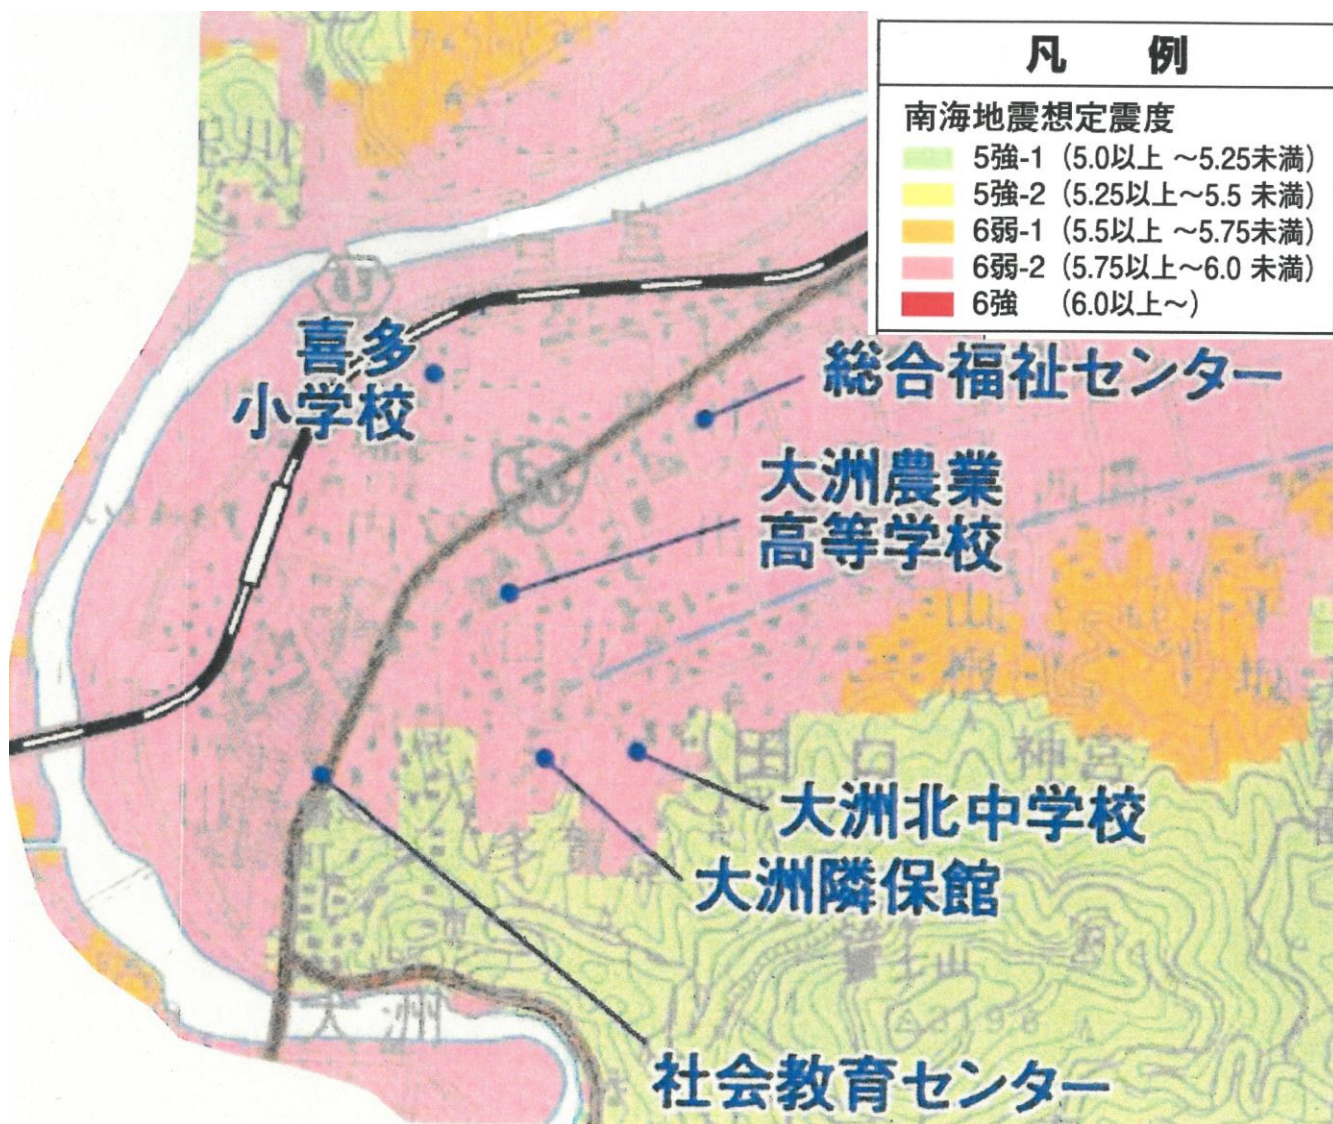 凡 例
南海地震想定震度
5強-1 (5.0以上 ~5.25未満)
5強-2 (5.25以上~5.5 未満)
6弱-1 (5.5以上 ~5.75未満)
6弱-2 (5.75以上~6.0 未満)
6強 (6.0以上~)
喜多
小学校
総合福祉センター
大洲農業
高等学校
56
田口
神宮
大洲北中学校
大洲隣保館
大洲
社会教育センター